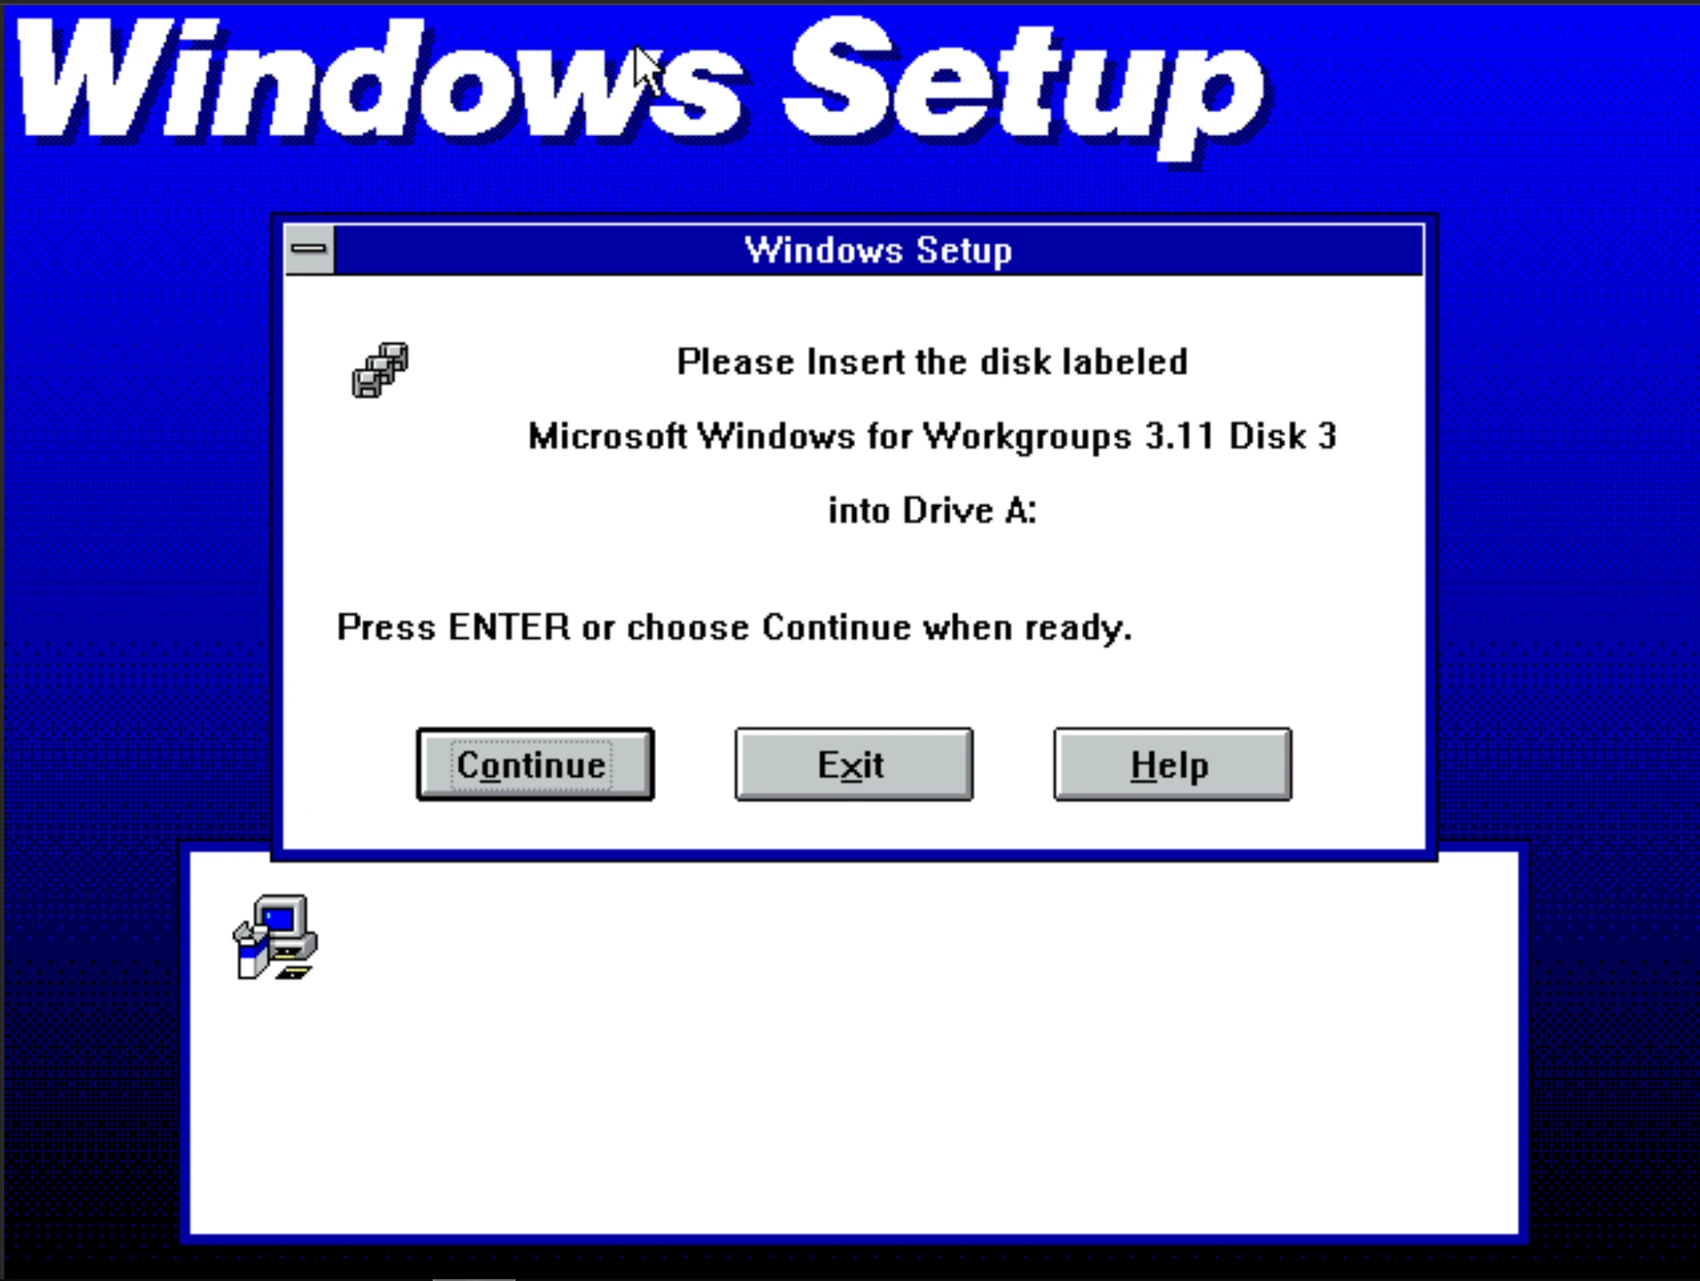 Windows Setup
Windows Setup
Please Insert the disk labeled
Microsoft Windows for Workgroups 3.11 Disk 3
into Drive A:
Press ENTER or choose Continue when ready.
Continue Exit Help